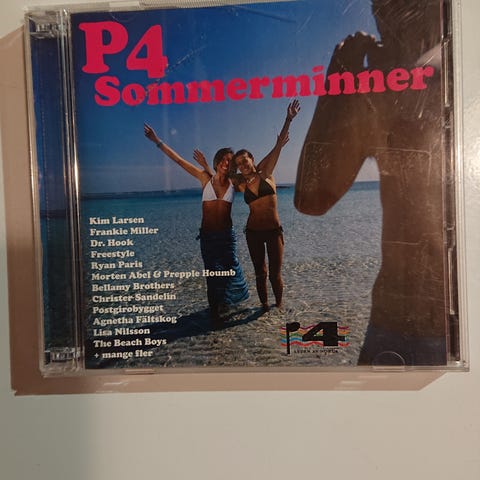 P4
Sommerminner
Kim Larsen
Frankie Miller
Dr. Hook
Freestyle
Ryan Paris
Morten Abel & Prepple Houmb
Bellamy Brothers
Christer Sandelin
Postgirobygget
Agnetha Fältskog
Lisa Nilsson
The Beach Boys
+ mange fler
P4